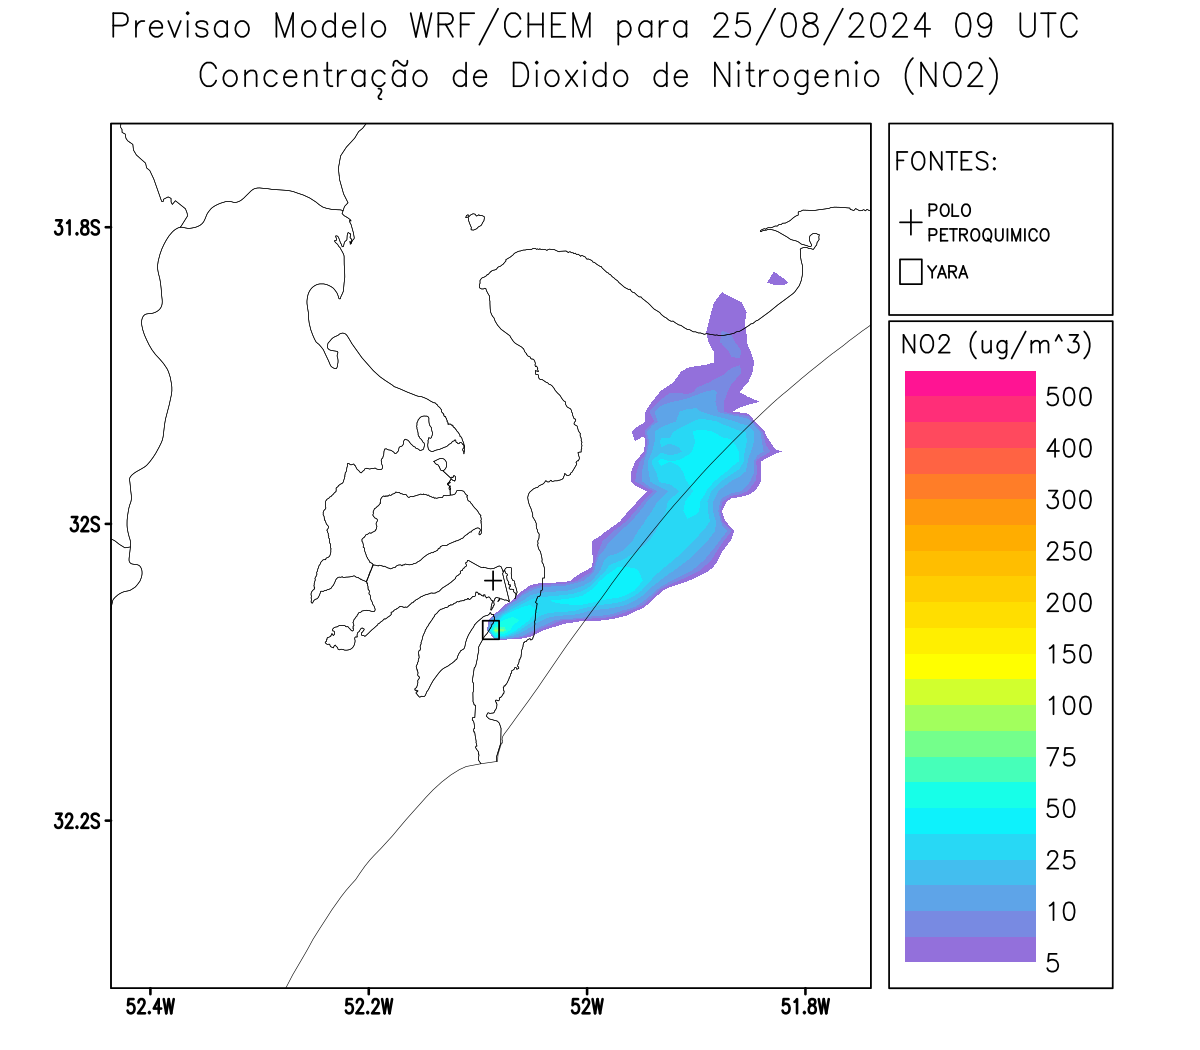 Previsao Modelo WRF/CHEM para 25/08/2024 09 UTC
Concentração de Dioxido de Nitrogenio (NO2)
FONTES:
POLO
PETROQUIMICO
YARA
NO2 (ug/m^3)
500
400
300
250
200
150
100
75
50
25
10
5
31.8S
32S
32.2S
52.4W
52.2W
52W
51.8W